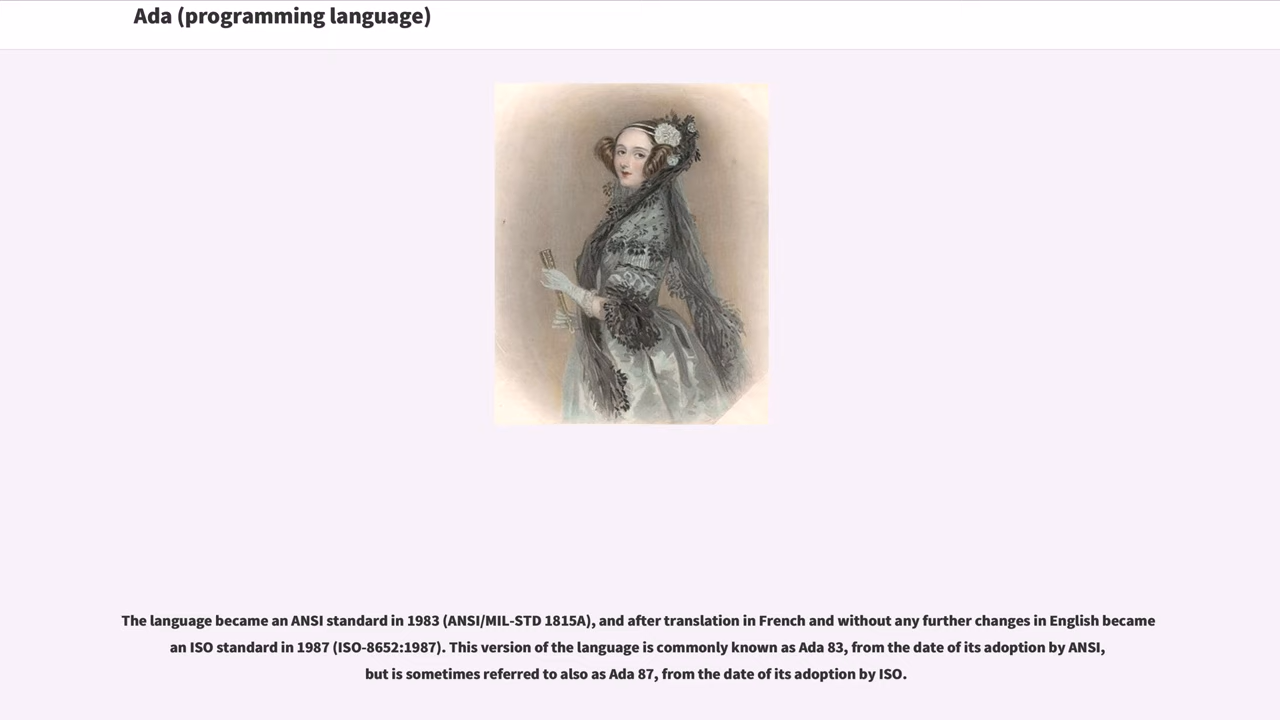 Ada (programming language)
The language became an ANSI standard in 1983 (ANSI/MIL-STD 1815A), and after translation in French and without any further changes in English became
an ISO standard in 1987 (ISO-8652:1987). This version of the language is commonly known as Ada 83, from the date of its adoption by ANSI,
but is sometimes referred to also as Ada 87, from the date of its adoption by ISO.